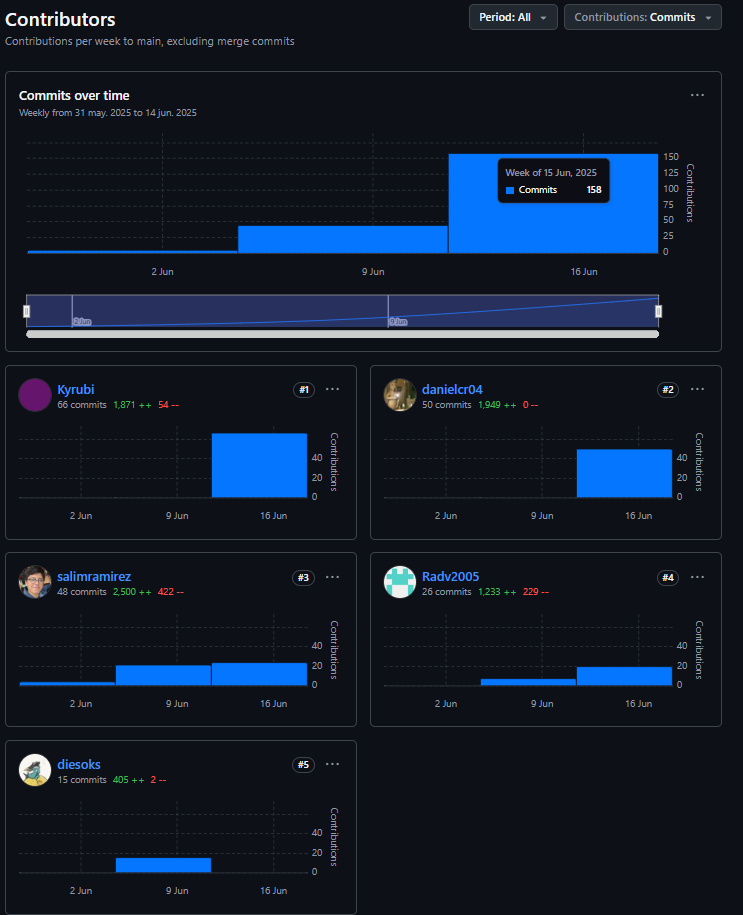 Contributors
Period: All
Contributions: Commits
Contributions per week to main, excluding merge commits
Commits over time
Weekly from 31 may. 2025 to 14 jun. 2025
150
125
100
75
50
25
0
Contributions
Week of 15 Jun, 2025
Commits 158
2 Jun 9 Jun 16 Jun
2 Jun 9 Jun
Kyrubi #1
66 commits 1,871 ++ 54 --
40
20
0
Contributions
2 Jun 9 Jun 16 Jun
danielcr04 #2
50 commits 1,949 ++ 0 --
40
20
0
Contributions
2 Jun 9 Jun 16 Jun
salimramirez #3
48 commits 2,500 ++ 422 --
40
20
0
Contributions
2 Jun 9 Jun 16 Jun
Radv2005 #4
26 commits 1,233 ++ 229 --
40
20
0
Contributions
2 Jun 9 Jun 16 Jun
diesoks #5
15 commits 405 ++ 2 --
40
20
0
Contributions
2 Jun 9 Jun 16 Jun